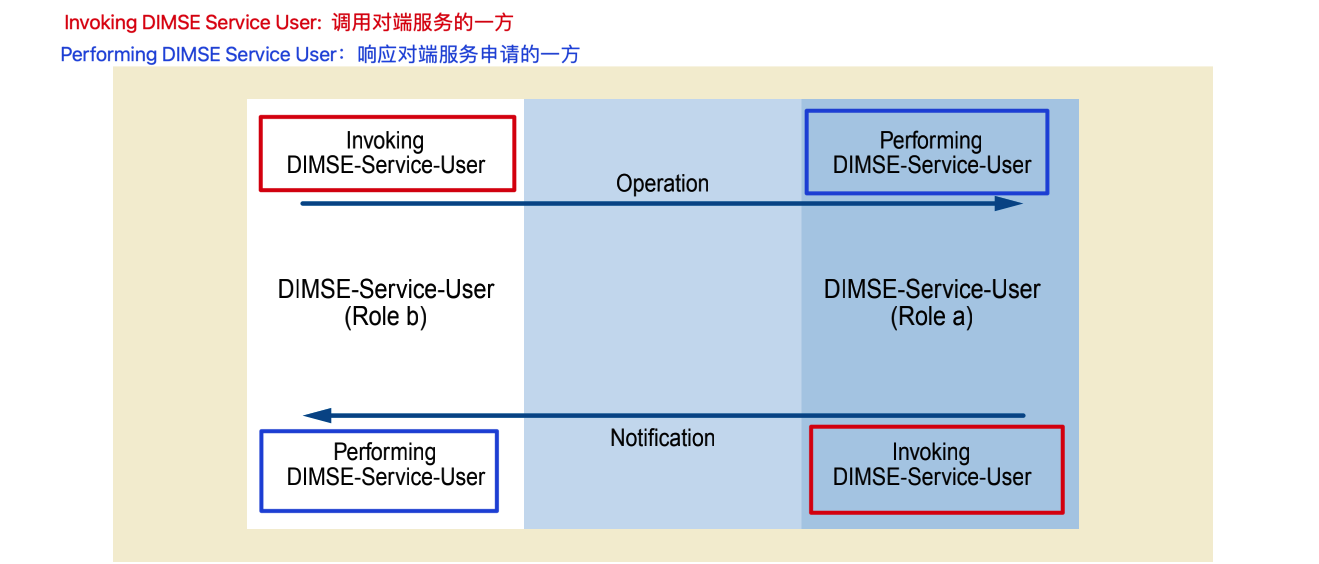 Invoking DIMSE Service User: 调用对端服务的一方
Performing DIMSE Service User：响应对端服务申请的一方
Invoking
DIMSE-Service-User
Performing
DIMSE-Service-User
Operation
DIMSE-Service-User
(Role b)
DIMSE-Service-User
(Role a)
Notification
Performing
DIMSE-Service-User
Invoking
DIMSE-Service-User